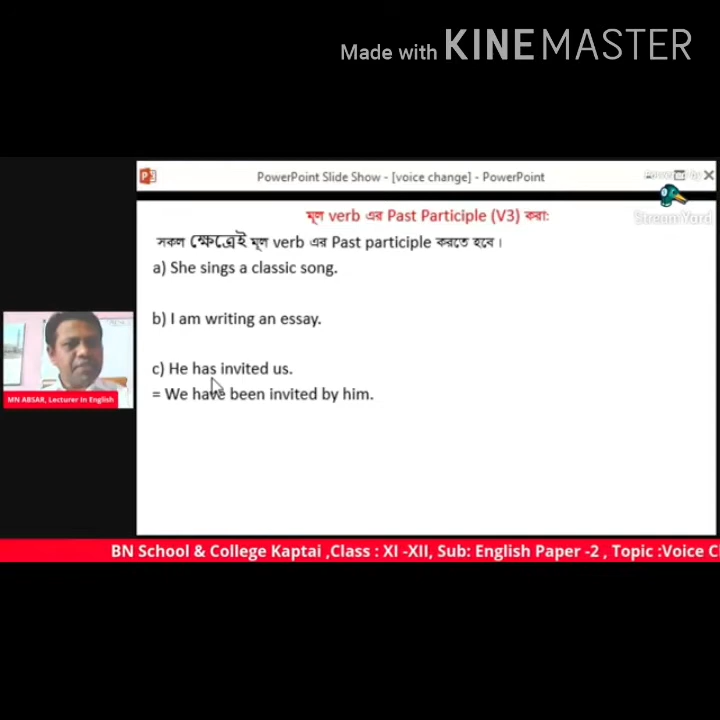 Made with KINEMASTER
PowerPoint Slide Show - [voice change] - PowerPoint
StreamYard
মূল verb এর Past Participle (V3) করা:
সকল ক্ষেত্রেই মূল verb এর Past participle করতে হবে।
a) She sings a classic song.
b) I am writing an essay.
c) He has invited us.
= We have been invited by him.
MN ABSAR, Lecturer in English
BN School & College Kaptai ,Class : XI -XII, Sub: English Paper -2 , Topic :Voice C